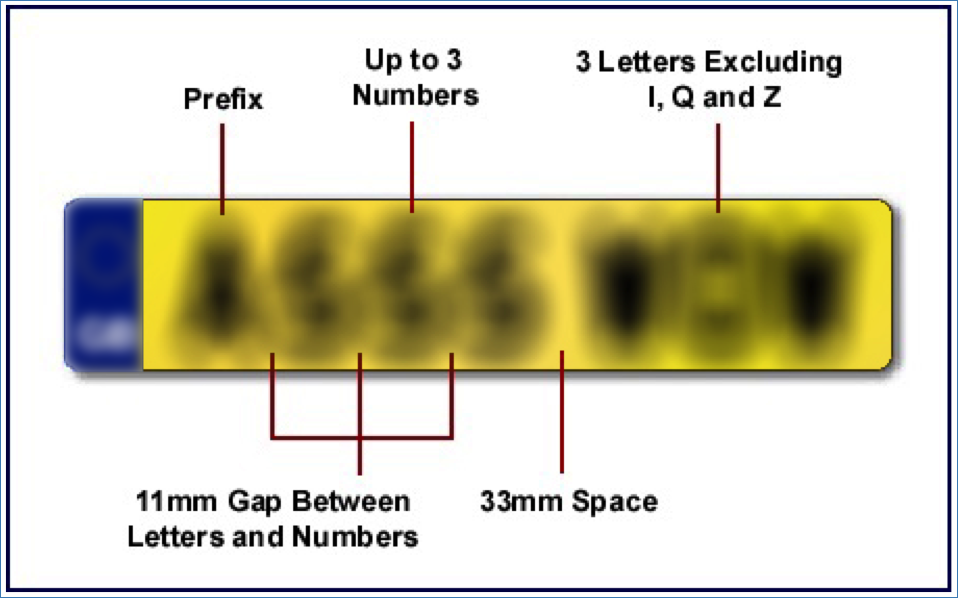 Prefix
Up to 3
Numbers
3 Letters Excluding
I, Q and Z
11mm Gap Between
Letters and Numbers
33mm Space